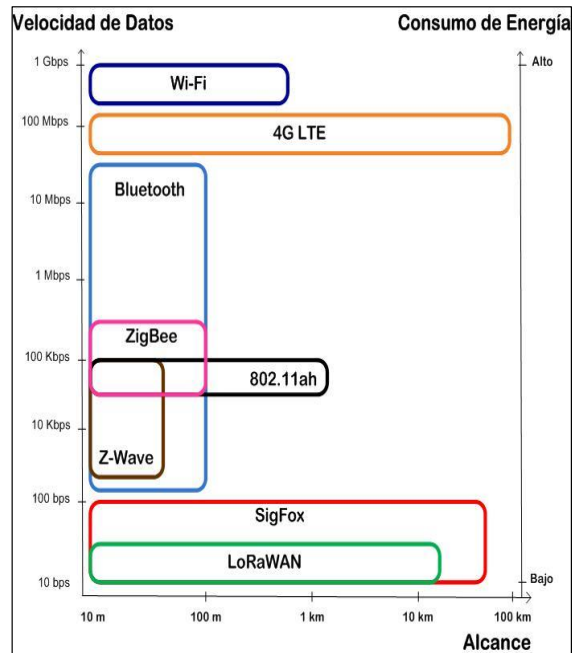 Velocidad de Datos
Consumo de Energía
1 Gbps
Alto
Wi-Fi
100 Mbps
4G LTE
Bluetooth
10 Mbps
1 Mbps
ZigBee
100 Kbps
802.11ah
10 Kbps
Z-Wave
100 bps
SigFox
LoRaWAN
10 bps
Bajo
10 m
100 m
1 km
10 km
100 km
Alcance